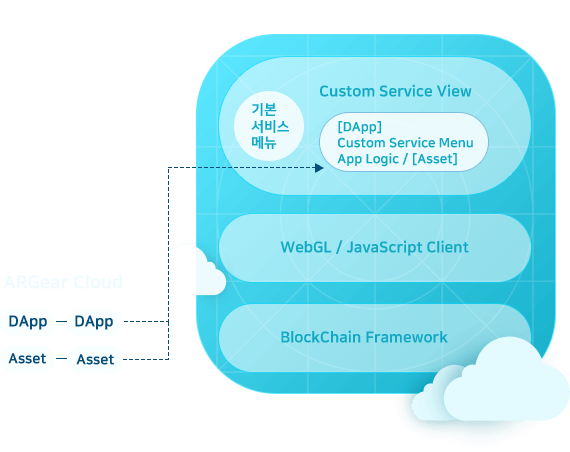 Custom Service View
기본
서비스
메뉴
[DApp]
Custom Service Menu
App Logic / [Asset]
WebGL / JavaScript Client
ARGear Cloud
DApp — DApp
BlockChain Framework
Asset — Asset